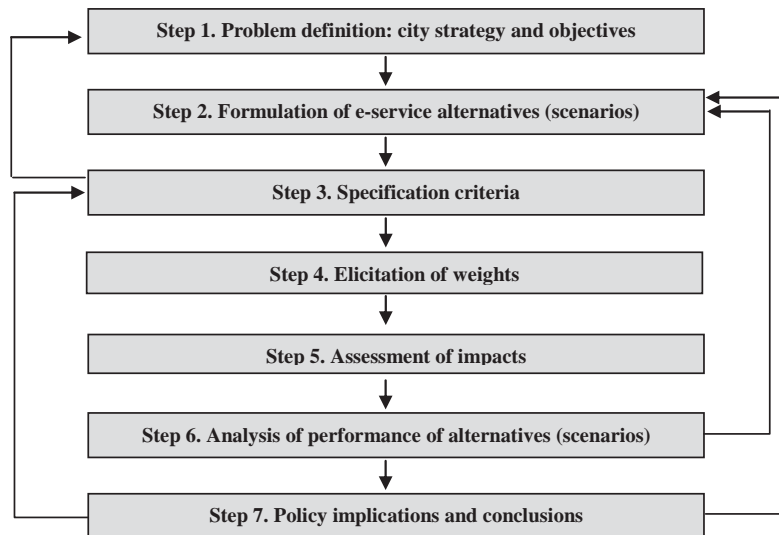 Step 1. Problem definition: city strategy and objectives
Step 2. Formulation of e-service alternatives (scenarios)
Step 3. Specification criteria
Step 4. Elicitation of weights
Step 5. Assessment of impacts
Step 6. Analysis of performance of alternatives (scenarios)
Step 7. Policy implications and conclusions